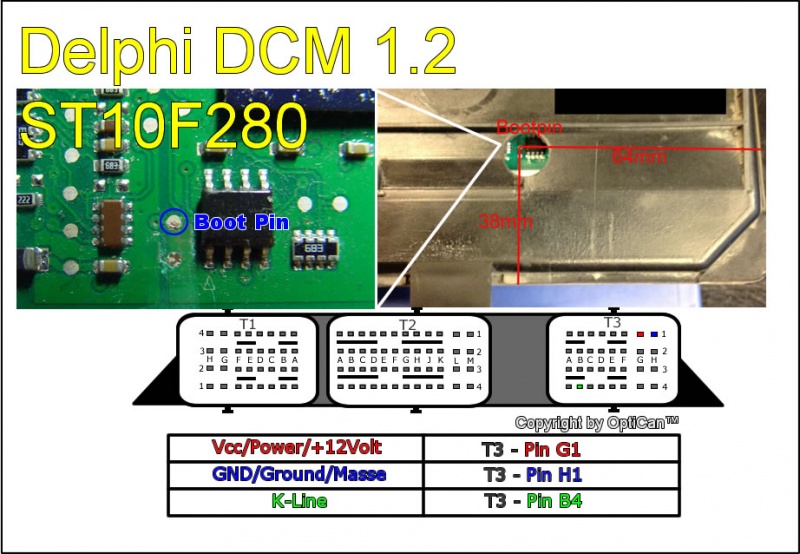 Delphi DCM 1.2
ST10F280
Boot Pin
683
683
222
683
Bootpin
64mm
38mm
T1
T2
T3
4
3
2
1
H G F E D C B A
1
2
3
4
A B C D E F G H J K L M
1
2
3
4
A B C D E F G H
Copyright by OptiCan™
Vcc/Power/+12Volt T3 - Pin G1
GND/Ground/Masse T3 - Pin H1
K-Line T3 - Pin B4